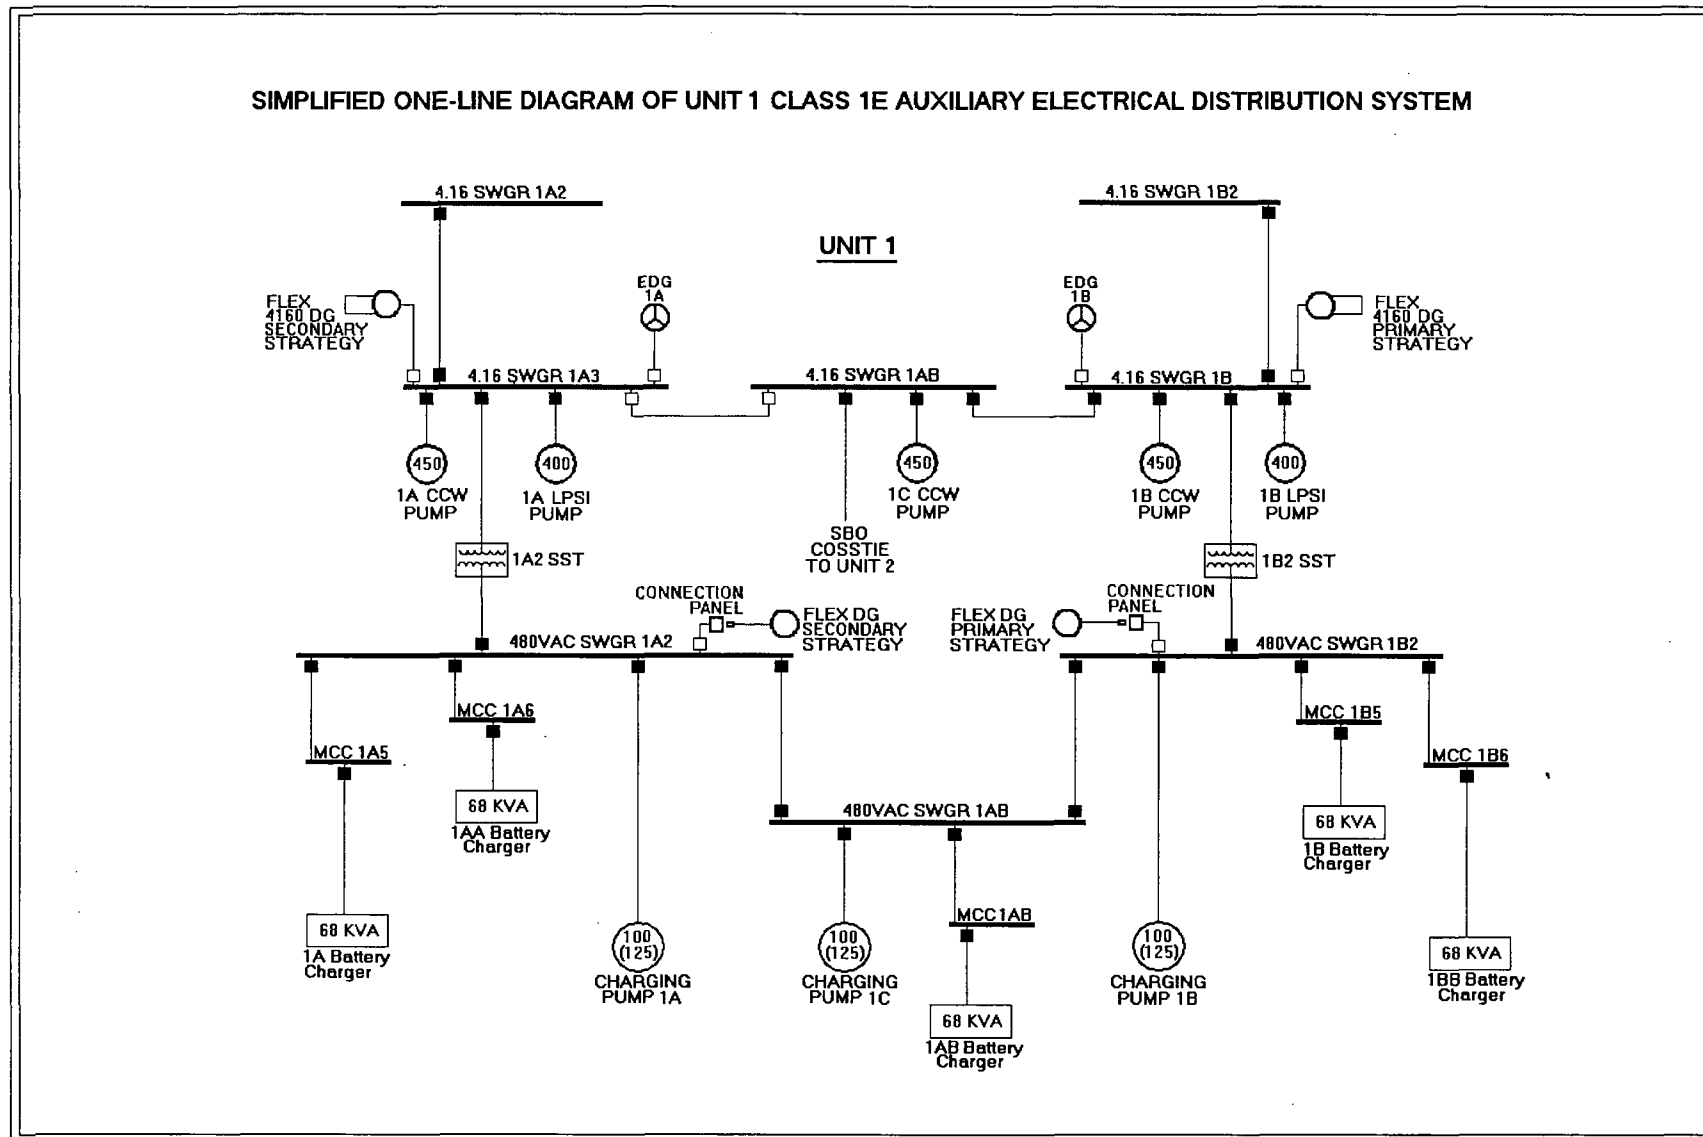 SIMPLIFIED ONE-LINE DIAGRAM OF UNIT 1 CLASS 1E AUXILIARY ELECTRICAL DISTRIBUTION SYSTEM
4.16 SWGR 1A2
4.16 SWGR 1B2
UNIT 1
FLEX
4160 DG
SECONDARY
STRATEGY
EDG
1A
EDG
1B
FLEX
4160 DG
PRIMARY
STRATEGY
4.16 SWGR 1A3
4.16 SWGR 1AB
4.16 SWGR 1B
450
1A CCW
PUMP
400
1A LPSI
PUMP
450
1C CCW
PUMP
450
1B CCW
PUMP
400
1B LPSI
PUMP
SBO
COSSTIE
TO UNIT 2
1A2 SST
1B2 SST
CONNECTION
PANEL
FLEX DG
SECONDARY
STRATEGY
FLEX DG
PRIMARY
STRATEGY
CONNECTION
PANEL
480VAC SWGR 1A2
480VAC SWGR 1B2
MCC 1A6
MCC 1A5
MCC 1B5
MCC 1B6
68 KVA
1AA Battery
Charger
480VAC SWGR 1AB
68 KVA
1B Battery
Charger
68 KVA
1A Battery
Charger
100
(125)
CHARGING
PUMP 1A
100
(125)
CHARGING
PUMP 1C
MCC1AB
100
(125)
CHARGING
PUMP 1B
68 KVA
1BB Battery
Charger
68 KVA
1AB Battery
Charger